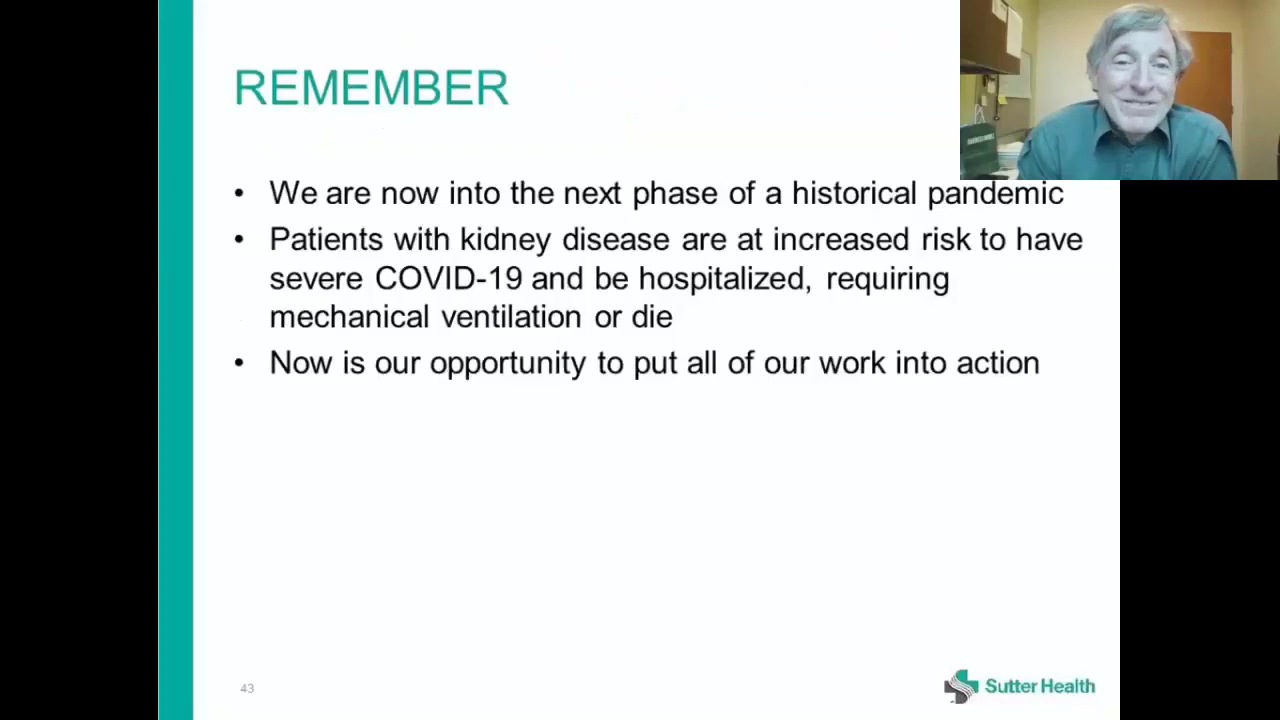 REMEMBER
• We are now into the next phase of a historical pandemic
• Patients with kidney disease are at increased risk to have
severe COVID-19 and be hospitalized, requiring
mechanical ventilation or die
• Now is our opportunity to put all of our work into action
43
Sutter Health